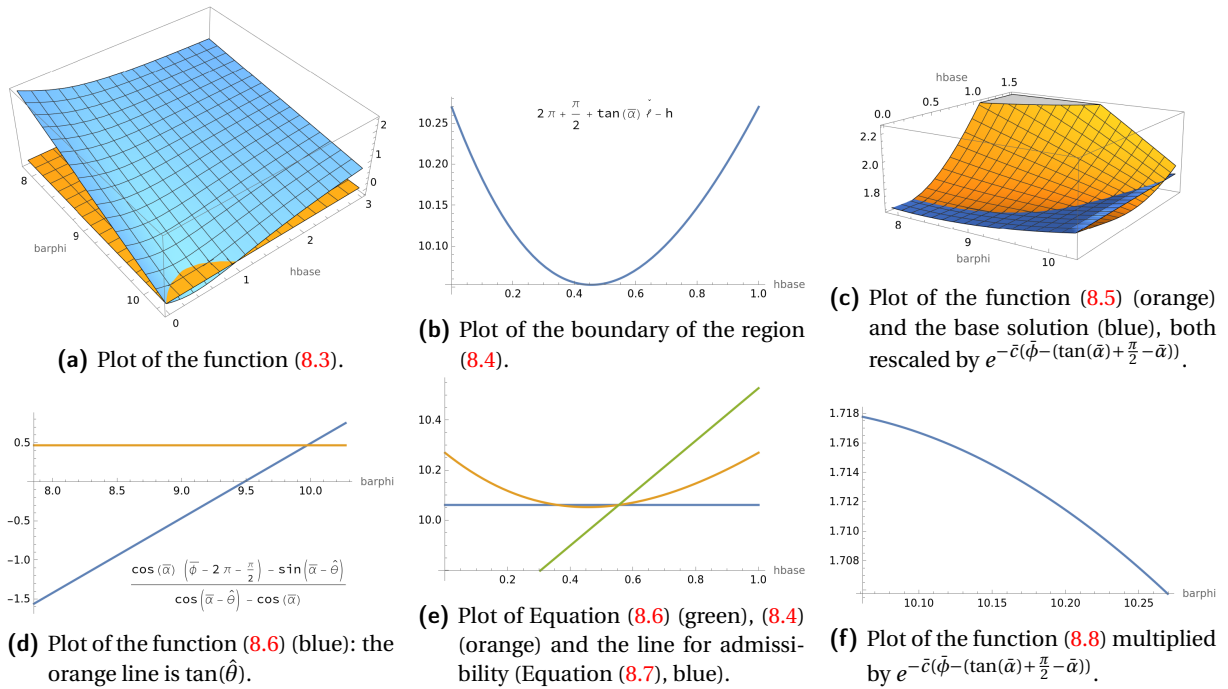 8
9
10
barphi
0
1
2
3
hbase
2
1
0
(a) Plot of the function (8.3).
10.25
10.20
10.15
10.10
0.2 0.4 0.6 0.8 1.0
hbase
2 π + π/2 + tan(α̅) - h
(b) Plot of the boundary of the region
(8.4).
hbase
0.0 0.5 1.0 1.5
2.2
2.0
1.8
8 9 10
barphi
(c) Plot of the function (8.5) (orange)
and the base solution (blue), both
rescaled by e^{-c̄(ϕ̄-(tan(ᾱ)+π/2-ᾱ))}.
0.5
-0.5
-1.0
-1.5
8.0 8.5 9.0 9.5 10.0
barphi
cos(α̅) (ϕ̅ - 2 π - π/2) - sin(α̅ - θ̂)
cos(α̅ - θ̂) - cos(α̅)
(d) Plot of the function (8.6) (blue): the
orange line is tan(θ̂).
10.4
10.2
10.0
0.2 0.4 0.6 0.8 1.0
hbase
(e) Plot of Equation (8.6) (green), (8.4)
(orange) and the line for admissi-
bility (Equation (8.7), blue).
1.718
1.716
1.714
1.712
1.710
1.708
10.10 10.15 10.20 10.25
barphi
(f) Plot of the function (8.8) multiplied
by e^{-c̄(ϕ̄-(tan(ᾱ)+π/2-ᾱ))}.